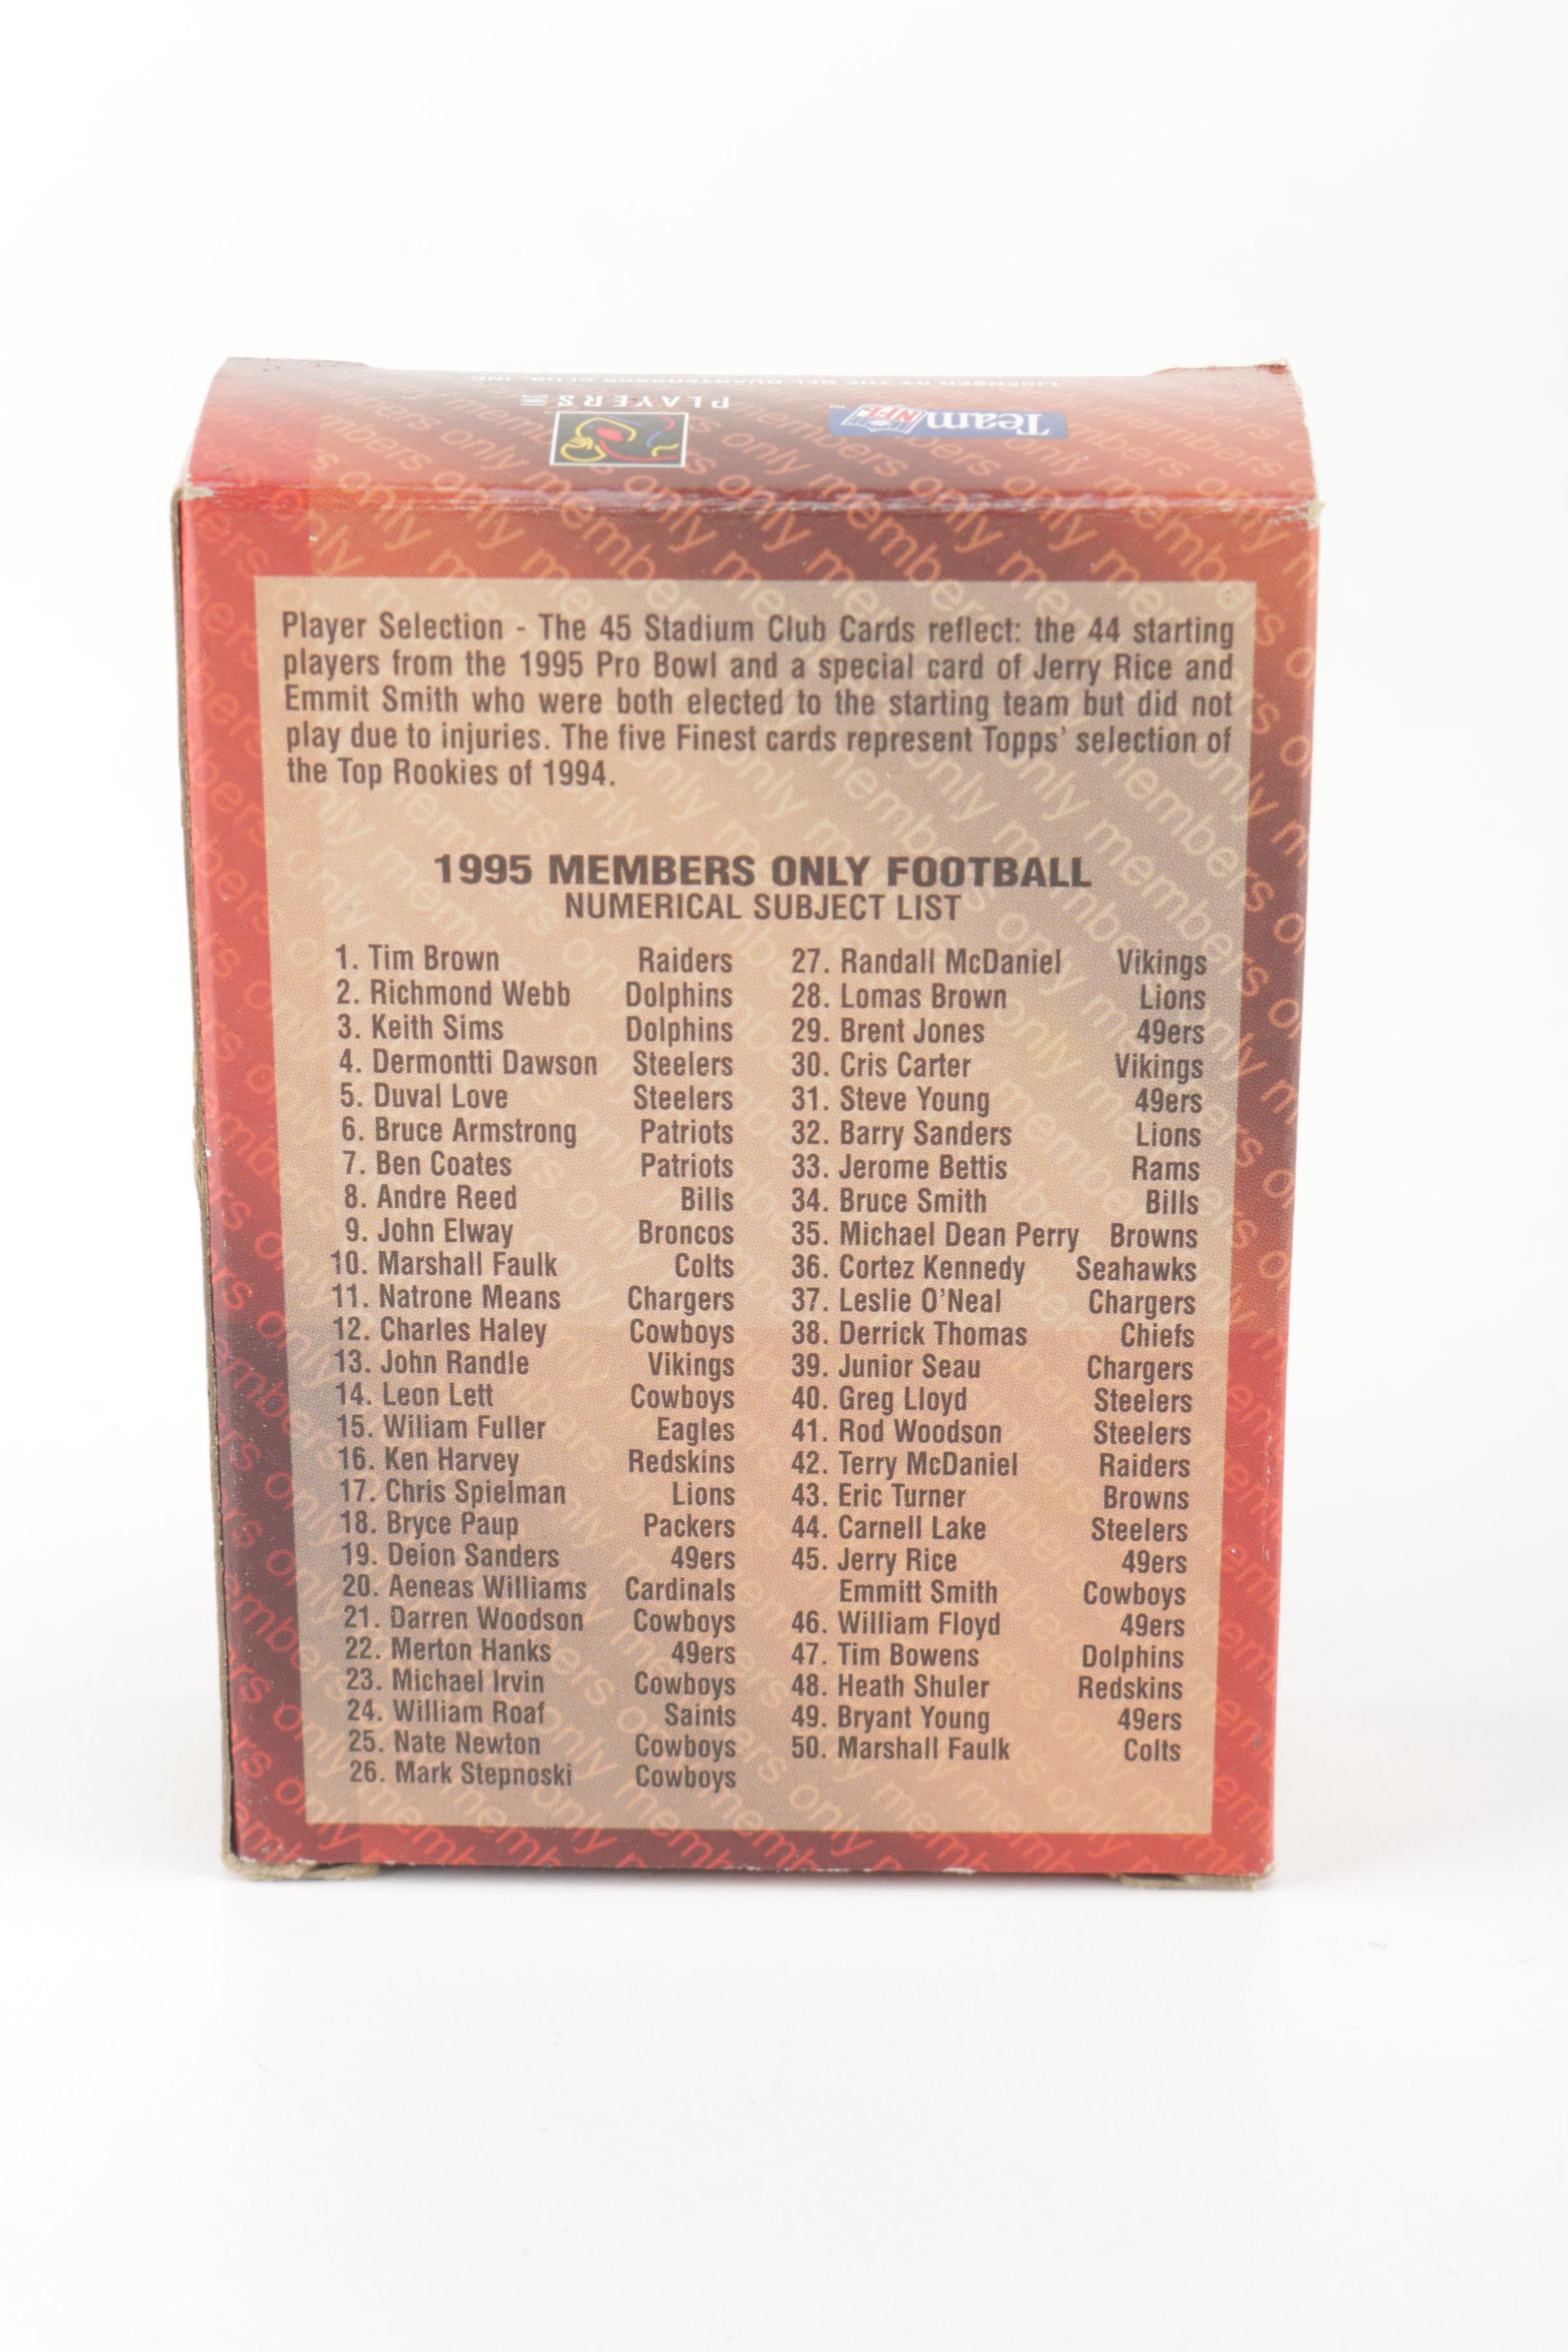 LICENSED BY THE NFL QUARTERBACK CLUB, INC.
PLAYERS INC
Team NFL
Player Selection - The 45 Stadium Club Cards reflect: the 44 starting
players from the 1995 Pro Bowl and a special card of Jerry Rice and
Emmit Smith who were both elected to the starting team but did not
play due to injuries. The five Finest cards represent Topps' selection of
the Top Rookies of 1994.
1995 MEMBERS ONLY FOOTBALL
NUMERICAL SUBJECT LIST
1. Tim Brown Raiders
2. Richmond Webb Dolphins
3. Keith Sims Dolphins
4. Dermontti Dawson Steelers
5. Duval Love Steelers
6. Bruce Armstrong Patriots
7. Ben Coates Patriots
8. Andre Reed Bills
9. John Elway Broncos
10. Marshall Faulk Colts
11. Natrone Means Chargers
12. Charles Haley Cowboys
13. John Randle Vikings
14. Leon Lett Cowboys
15. Wiliam Fuller Eagles
16. Ken Harvey Redskins
17. Chris Spielman Lions
18. Bryce Paup Packers
19. Deion Sanders 49ers
20. Aeneas Williams Cardinals
21. Darren Woodson Cowboys
22. Merton Hanks 49ers
23. Michael Irvin Cowboys
24. William Roaf Saints
25. Nate Newton Cowboys
26. Mark Stepnoski Cowboys
27. Randall McDaniel Vikings
28. Lomas Brown Lions
29. Brent Jones 49ers
30. Cris Carter Vikings
31. Steve Young 49ers
32. Barry Sanders Lions
33. Jerome Bettis Rams
34. Bruce Smith Bills
35. Michael Dean Perry Browns
36. Cortez Kennedy Seahawks
37. Leslie O'Neal Chargers
38. Derrick Thomas Chiefs
39. Junior Seau Chargers
40. Greg Lloyd Steelers
41. Rod Woodson Steelers
42. Terry McDaniel Raiders
43. Eric Turner Browns
44. Carnell Lake Steelers
45. Jerry Rice 49ers
Emmitt Smith Cowboys
46. William Floyd 49ers
47. Tim Bowens Dolphins
48. Heath Shuler Redskins
49. Bryant Young 49ers
50. Marshall Faulk Colts